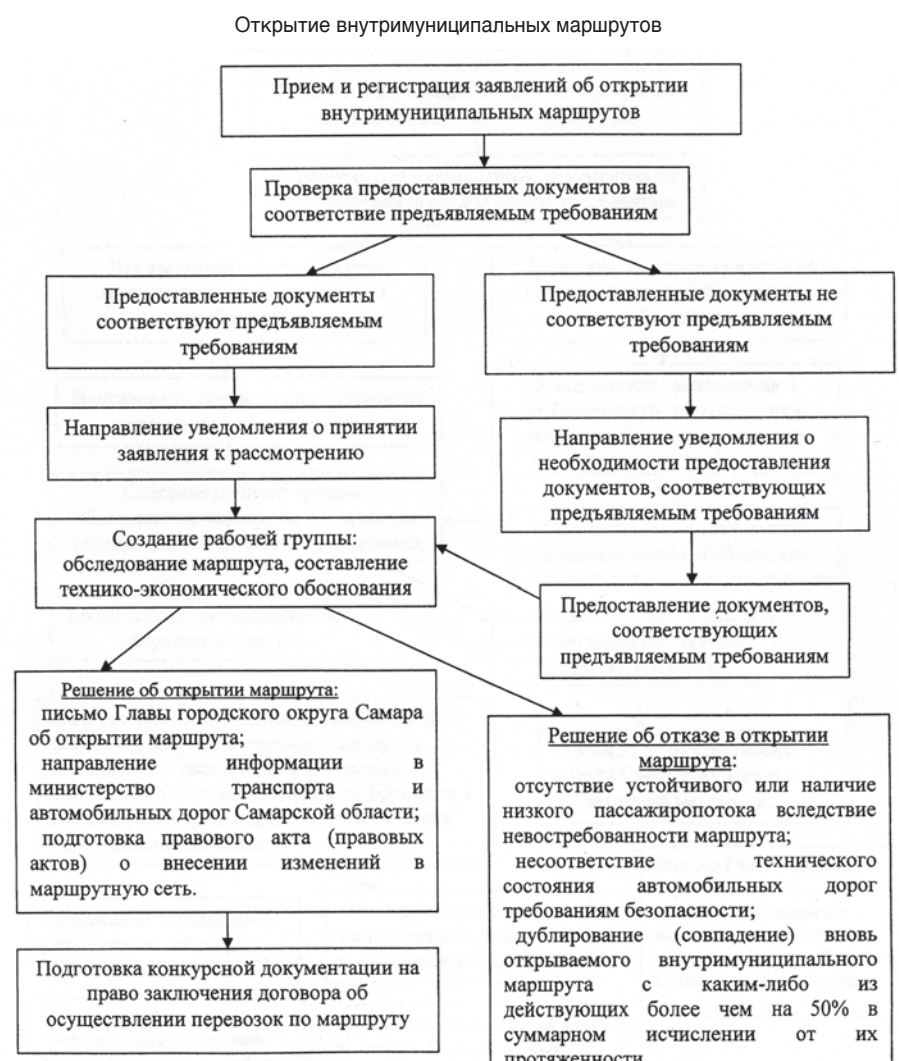 Открытие внутримуниципальных маршрутов
Прием и регистрация заявлений об открытии
внутримуниципальных маршрутов
Проверка предоставленных документов на
соответствие предъявляемым требованиям
Предоставленные документы
соответствуют предъявляемым
требованиям
Предоставленные документы не
соответствуют предъявляемым
требованиям
Направление уведомления о принятии
заявления к рассмотрению
Направление уведомления о
необходимости предоставления
документов, соответствующих
предъявляемым требованиям
Создание рабочей группы:
обследование маршрута, составление
технико-экономического обоснования
Предоставление документов,
соответствующих
предъявляемым требованиям
Решение об открытии маршрута:
письмо Главы городского округа Самара
об открытии маршрута;
направление информации в
министерство транспорта и
автомобильных дорог Самарской области;
подготовка правового акта (правовых
актов) о внесении изменений в
маршрутную сеть.
Решение об отказе в открытии
маршрута:
отсутствие устойчивого или наличие
низкого пассажиропотока вследствие
невостребованности маршрута;
несоответствие технического
состояния автомобильных дорог
требованиям безопасности;
дублирование (совпадение) вновь
открываемого внутримуниципального
маршрута с каким-либо из
действующих более чем на 50% в
суммарном исчислении от их
протяженности
Подготовка конкурсной документации на
право заключения договора об
осуществлении перевозок по маршруту